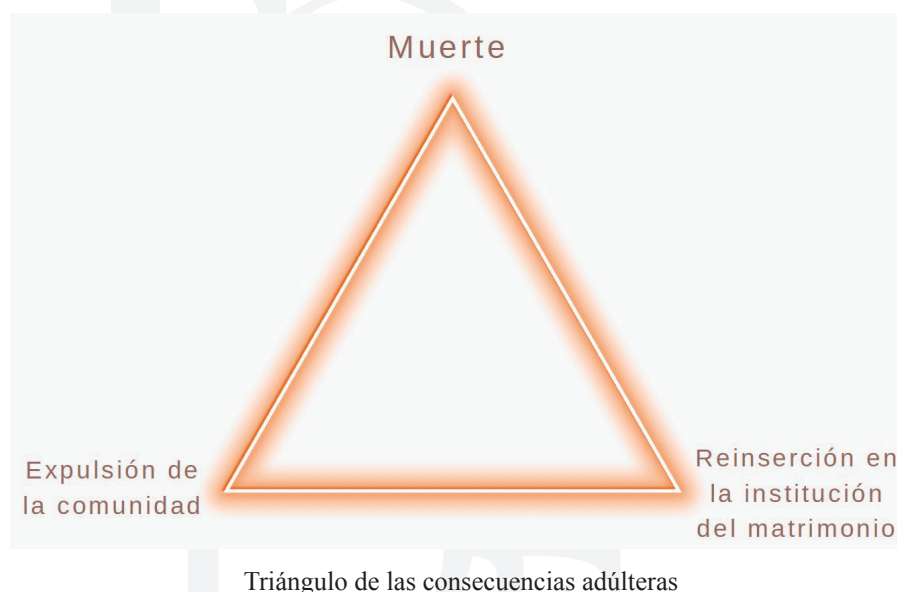 Muerte
Expulsión de
la comunidad
Reinserción en
la institución
del matrimonio
Triángulo de las consecuencias adúlteras